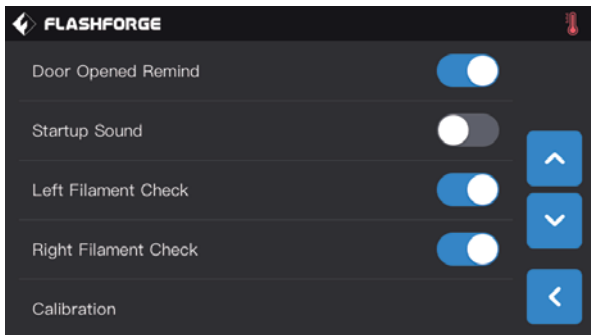 FLASHFORGE
Door Opened Remind
Startup Sound
Left Filament Check
Right Filament Check
Calibration